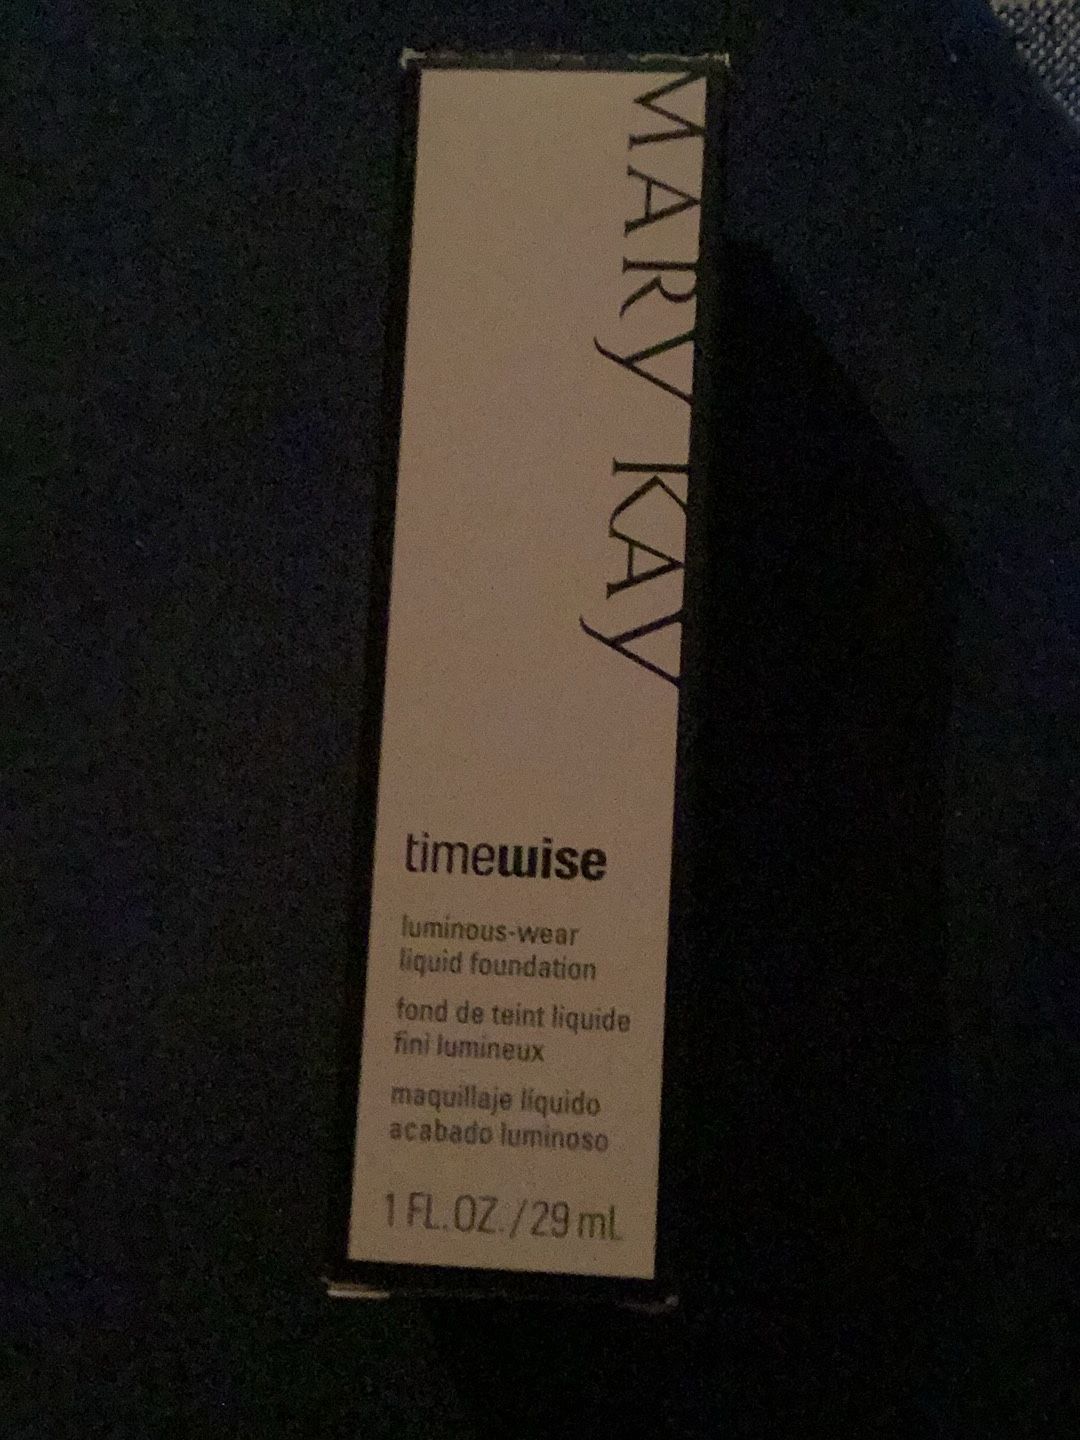 MARY KAY
timewise
luminous-wear
liquid foundation
fond de teint liquide
fini lumineux
maquillaje líquido
acabado luminoso
1 FL.OZ./29 mL